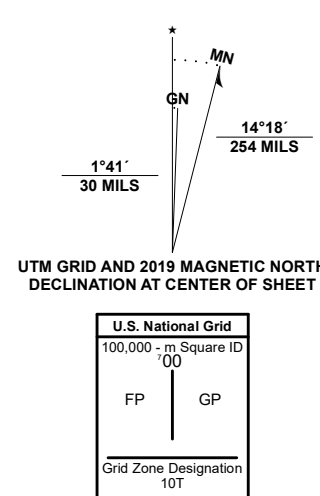 ★
MN
GN
14°18´
254 MILS
1°41´
30 MILS
UTM GRID AND 2019 MAGNETIC NORTH
DECLINATION AT CENTER OF SHEET
U.S. National Grid
100,000 - m Square ID
⁷00
FP GP
Grid Zone Designation
10T